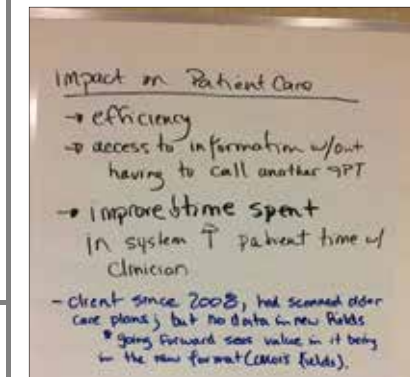 Impact on Patient Care
→ efficiency
→ access to information w/out
having to call another
→ improve time spent
in system ↑ patient time w/
Clinician
- client since 2008, had scanned older
care plans; but no data in new fields
* going forward sees value in it being
in the new format (fields).